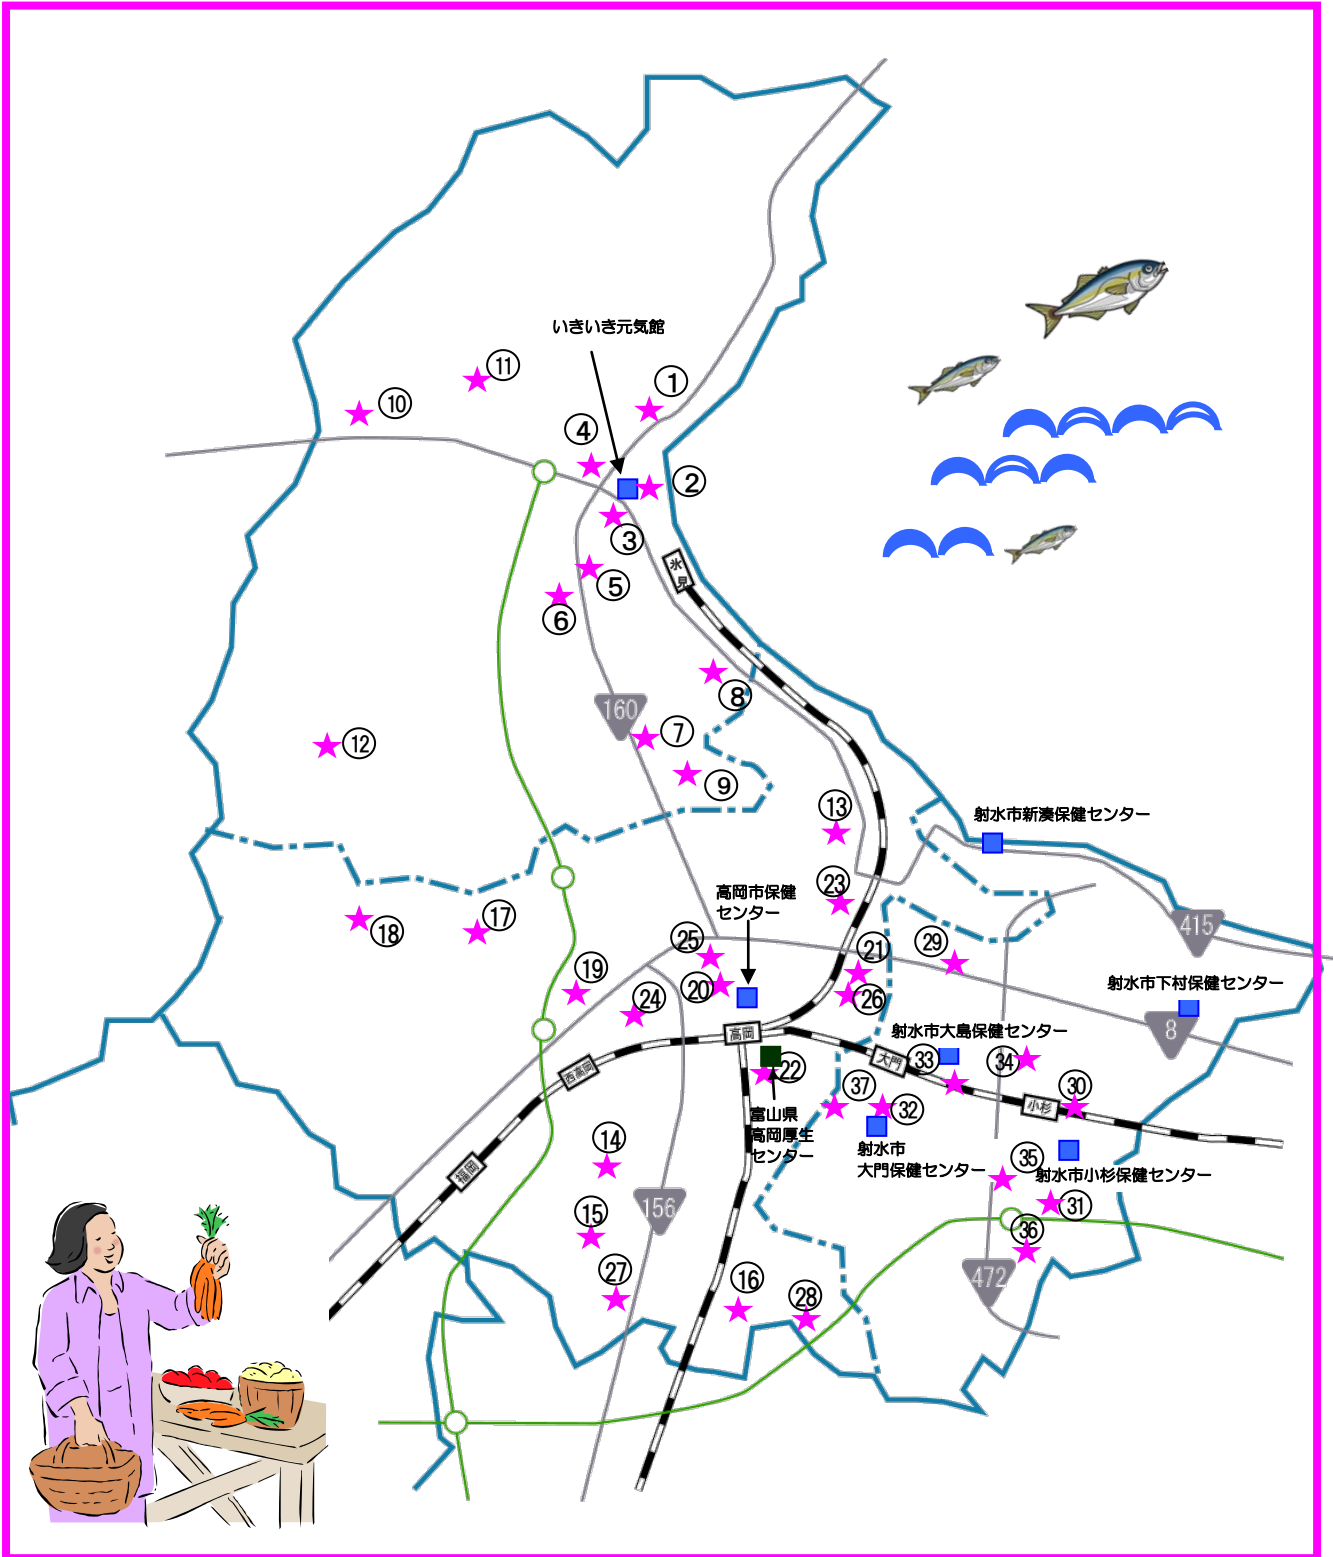 いきいき元気館
⑪
①
⑩
④
②
③
⑤
⑥
氷見
⑧
160
⑦
⑫
⑨
⑬
射水市新湊保健センター
高岡市保健
センター
㉓
415
⑱
⑰
㉕
㉑
㉙
⑲
⑳
㉔
㉖
射水市下村保健センター
8
射水市大島保健センター
高岡
大門
㉝
㉞
西高岡
㉒
㉚
小杉
㊲
㉜
富山県
高岡厚生
センター
⑭
射水市
大門保健センター
㉟
射水市小杉保健センター
福岡
156
⑮
㉛
㊱
㉗
⑯
㉘
472